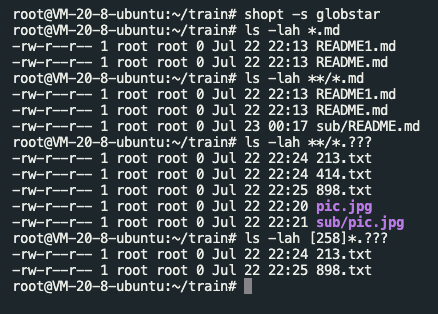 root@VM-20-8-ubuntu:~/train# shopt -s globstar
root@VM-20-8-ubuntu:~/train# ls -lah *.md
-rw-r--r-- 1 root root 0 Jul 22 22:13 README1.md
-rw-r--r-- 1 root root 0 Jul 22 22:13 README.md
root@VM-20-8-ubuntu:~/train# ls -lah **/*.md
-rw-r--r-- 1 root root 0 Jul 22 22:13 README1.md
-rw-r--r-- 1 root root 0 Jul 22 22:13 README.md
-rw-r--r-- 1 root root 0 Jul 23 00:17 sub/README.md
root@VM-20-8-ubuntu:~/train# ls -lah **/*.???
-rw-r--r-- 1 root root 0 Jul 22 22:24 213.txt
-rw-r--r-- 1 root root 0 Jul 22 22:24 414.txt
-rw-r--r-- 1 root root 0 Jul 22 22:25 898.txt
-rw-r--r-- 1 root root 0 Jul 22 22:20 pic.jpg
-rw-r--r-- 1 root root 0 Jul 22 22:21 sub/pic.jpg
root@VM-20-8-ubuntu:~/train# ls -lah [258]*.???
-rw-r--r-- 1 root root 0 Jul 22 22:24 213.txt
-rw-r--r-- 1 root root 0 Jul 22 22:25 898.txt
root@VM-20-8-ubuntu:~/train#